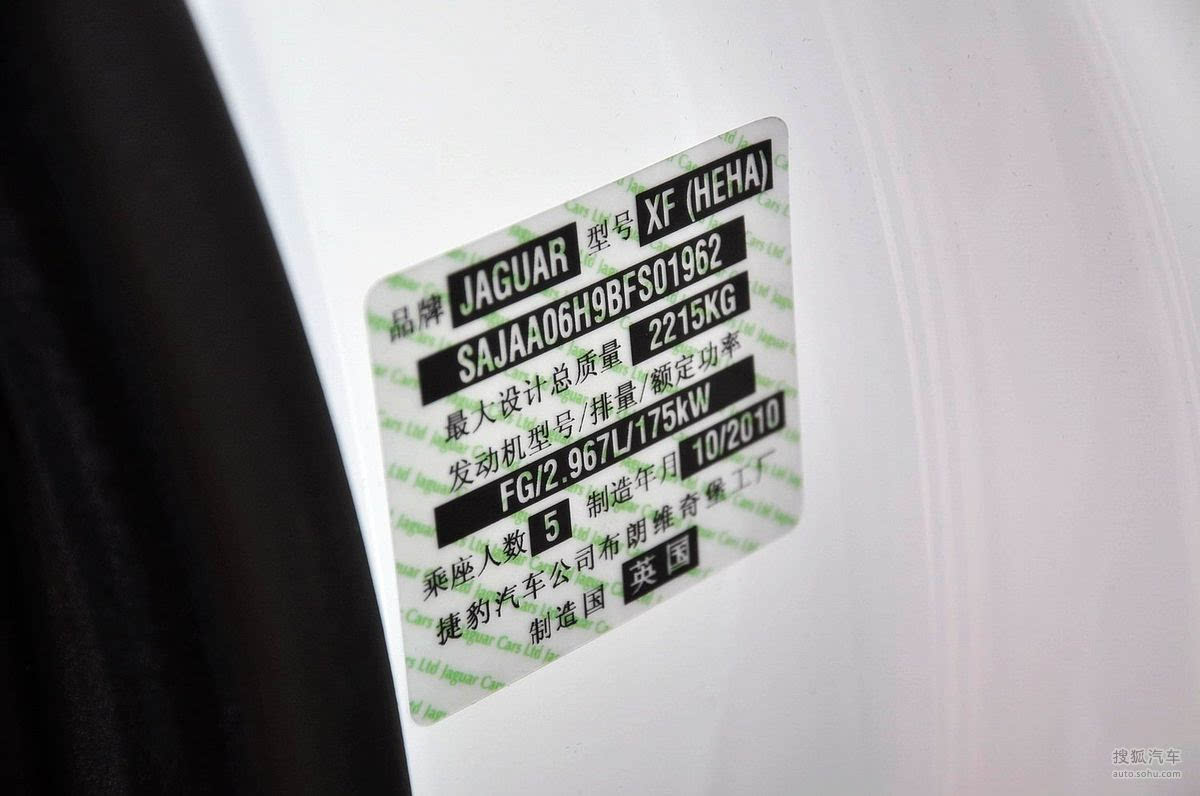 品牌 JAGUAR 型号 XF (HEHA)
SAJAA06H9BFS01962
最大设计总质量 2215KG
发动机型号/排量/额定功率
FG/2.967L/175kW
乘座人数 5 制造年月 10/2010
捷豹汽车公司布朗维奇堡工厂
制造国 英国
搜狐汽车
auto.sohu.com